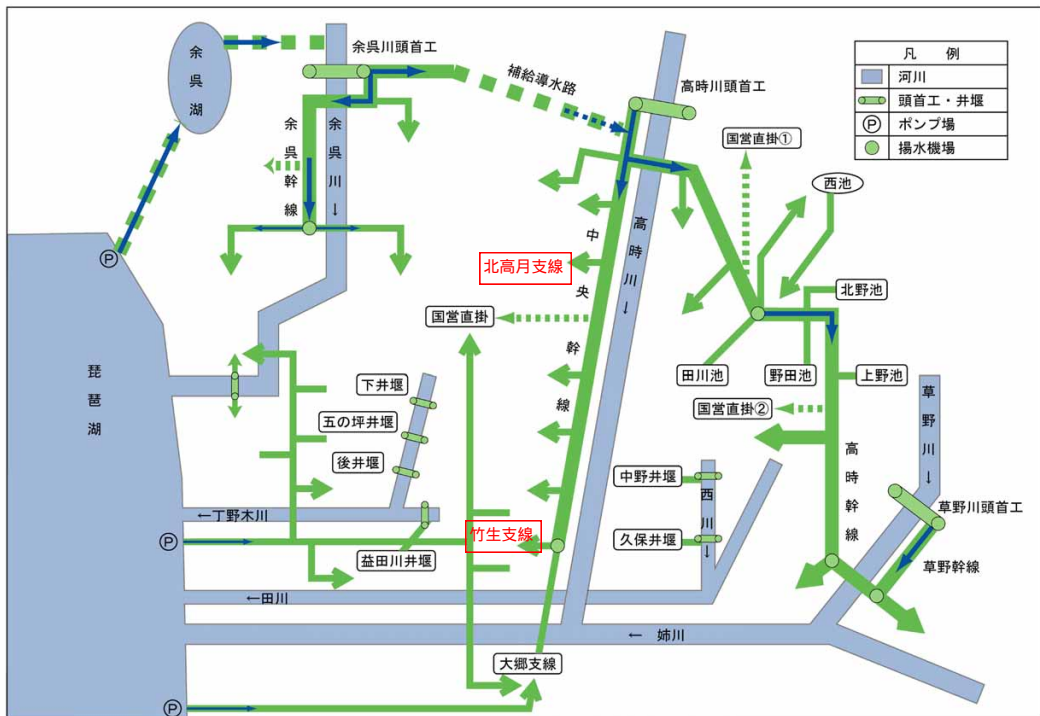 余呉湖
余呉川頭首工
補給導水路
高時川頭首工
凡 例
河川
頭首工・井堰
Ⓟ ポンプ場
揚水機場
余呉幹線
余呉川→
国営直掛①
西池
中央幹線
高時川→
北高月支線
国営直掛
北野池
田川池
野田池
上野池
国営直掛②
琵琶湖
下井堰
五の坪井堰
後井堰
草野川→
高時幹線
中野井堰
西川→
草野川頭首工
←丁野木川
竹生支線
久保井堰
益田川井堰
草野幹線
←田川
← 姉川
大郷支線
Ⓟ
Ⓟ
Ⓟ